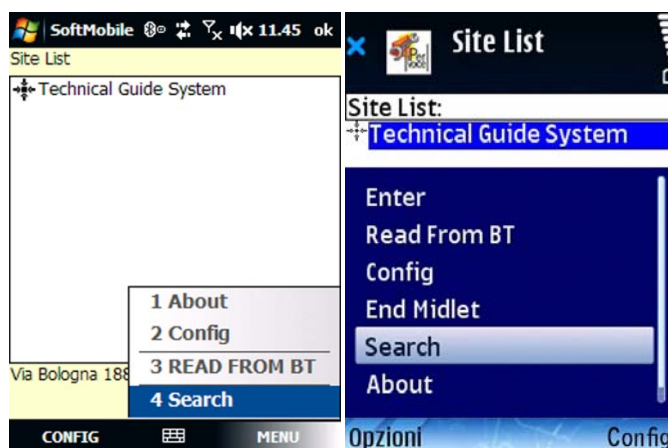 SoftMobile 11.45 ok
Site List
Technical Guide System
1 About
2 Config
3 READ FROM BT
4 Search
Via Bologna 188
CONFIG MENU
Site List
Site List:
Technical Guide System
Enter
Read From BT
Config
End Midlet
Search
About
Opzioni Config